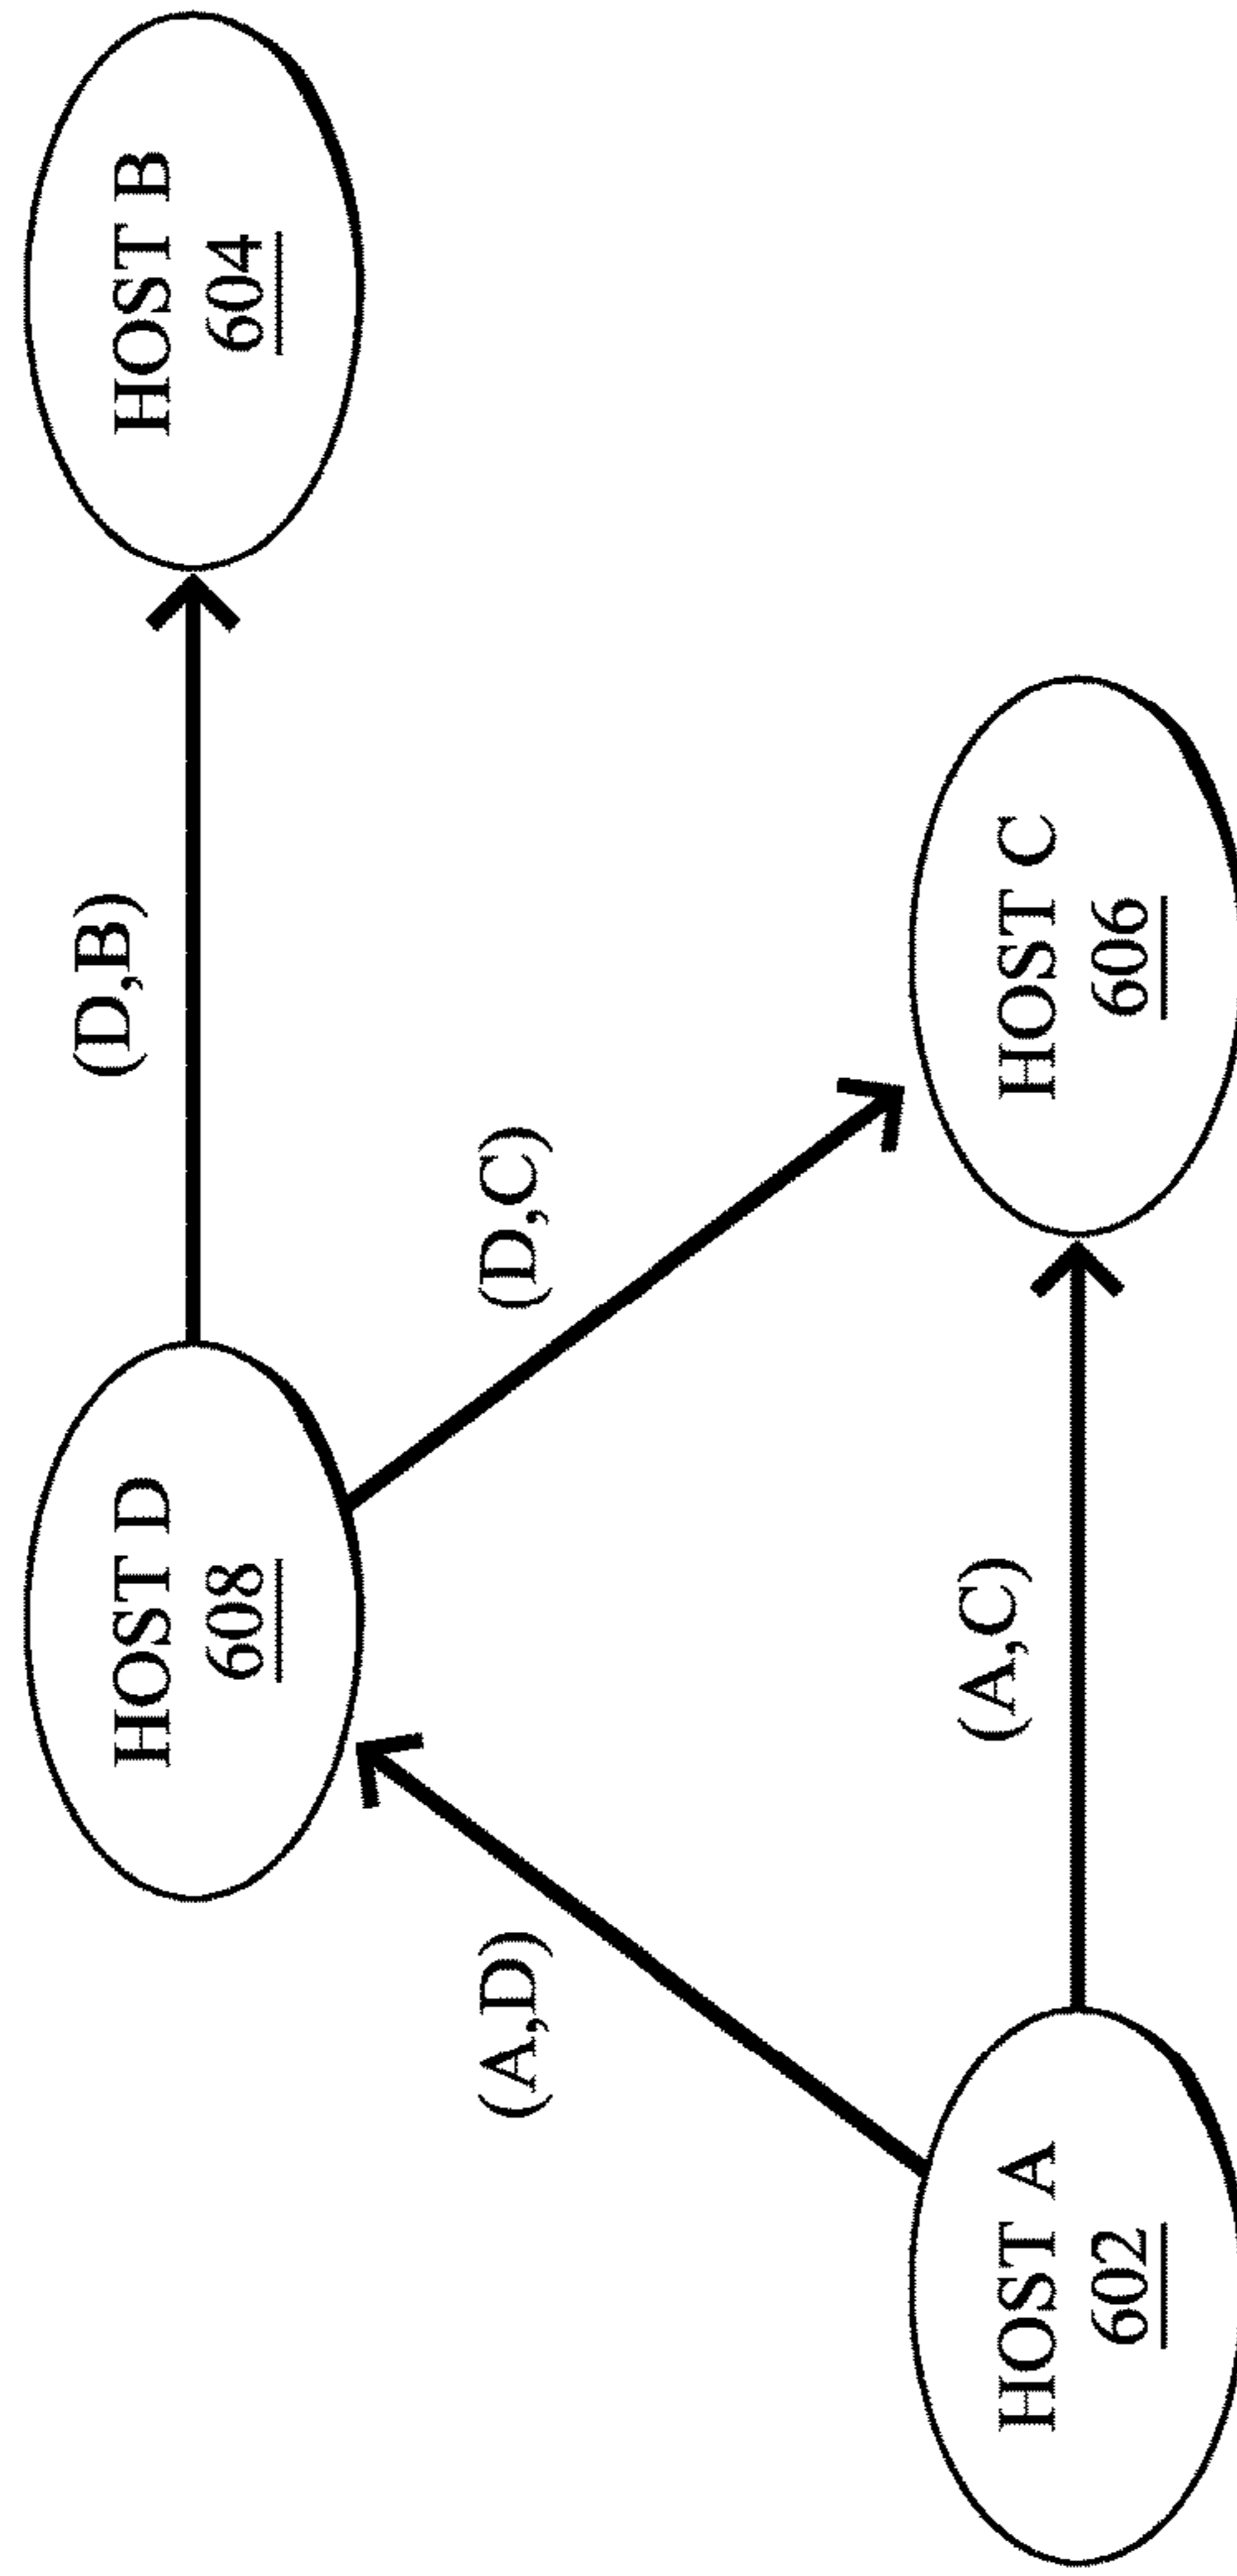 (D,B)
HOST D
608
HOST B
604
(A,D)
(D,C)
(A,C)
HOST A
602
HOST C
606